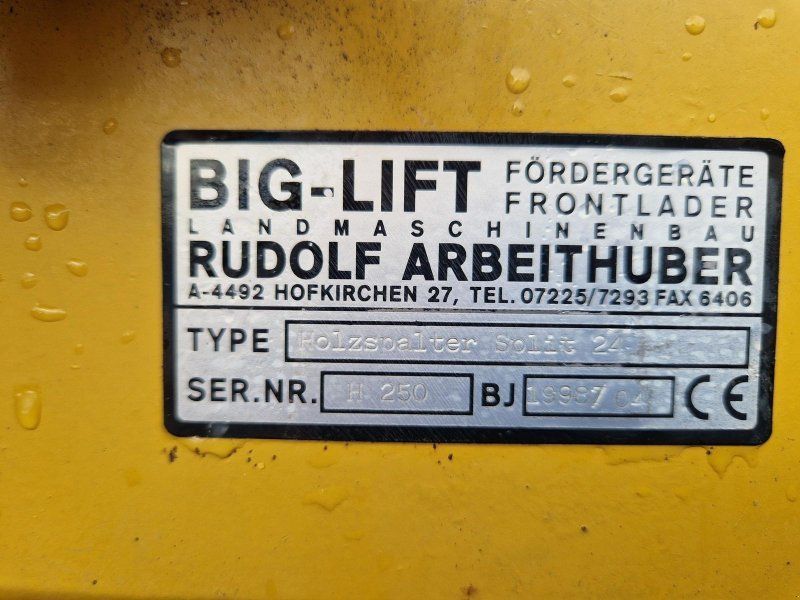 BIG-LIFT FÖRDERGERÄTE
FRONTLADER
LANDMASCHINENBAU
RUDOLF ARBEITHUBER
A-4492 HOFKIRCHEN 27, TEL. 07225/7293 FAX 6406
TYPE Holzspalter Split 24
SER.NR. H 250 BJ CE